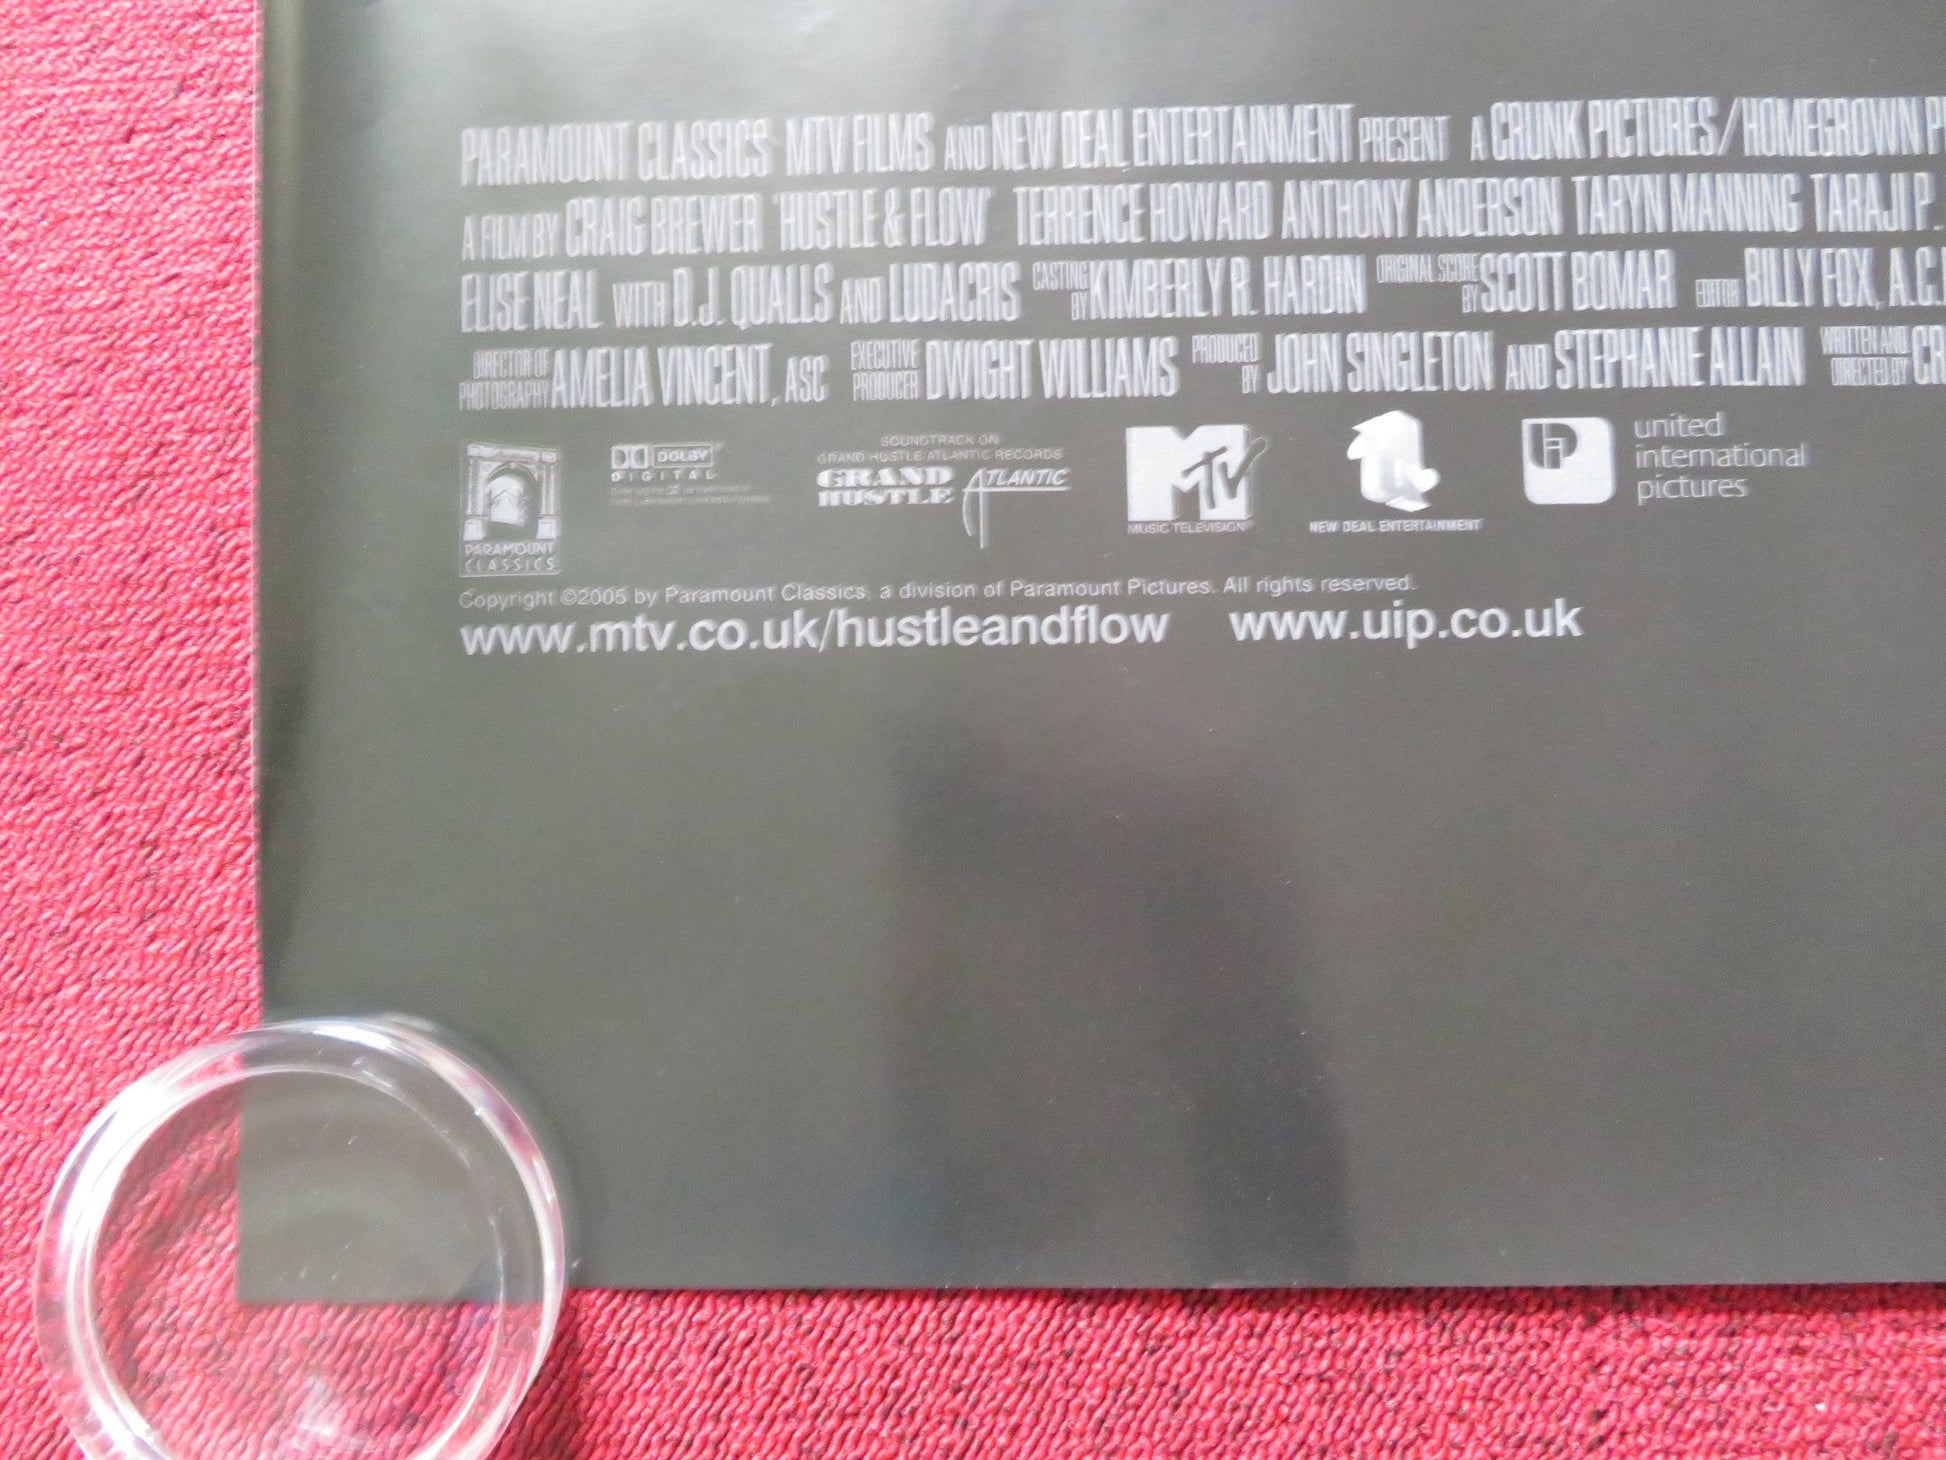 PARAMOUNT CLASSICS MTV FILMS AND NEW DEAL ENTERTAINMENT PRESENT A CRUNK PICTURES/HOMEGROWN
A FILM BY CRAIG BREWER "HUSTLE & FLOW" TERRENCE HOWARD ANTHONY ANDERSON TARYN MANNING TARAJI P.
ELISE NEAL WITH D.J. QUALLS AND LUDACRIS CASTING BY KIMBERLY R. HARDIN ORIGINAL SCORE BY SCOTT BOMAR EDITOR BILLY FOX, A.C.
DIRECTOR OF PHOTOGRAPHY AMELIA VINCENT, ASC EXECUTIVE PRODUCER DWIGHT WILLIAMS PRODUCED BY JOHN SINGLETON AND STEPHANIE ALLAIN WRITTEN AND DIRECTED BY
PARAMOUNT
CLASSICS
DOLBY
DIGITAL
SOUNDTRACK ON
GRAND HUSTLE/ATLANTIC RECORDS
GRAND
HUSTLE
ATLANTIC
MTV
MUSIC TELEVISION
NEW DEAL ENTERTAINMENT
united
international
pictures
Copyright ©2005 by Paramount Classics, a division of Paramount Pictures. All rights reserved.
www.mtv.co.uk/hustleandflow www.uip.co.uk